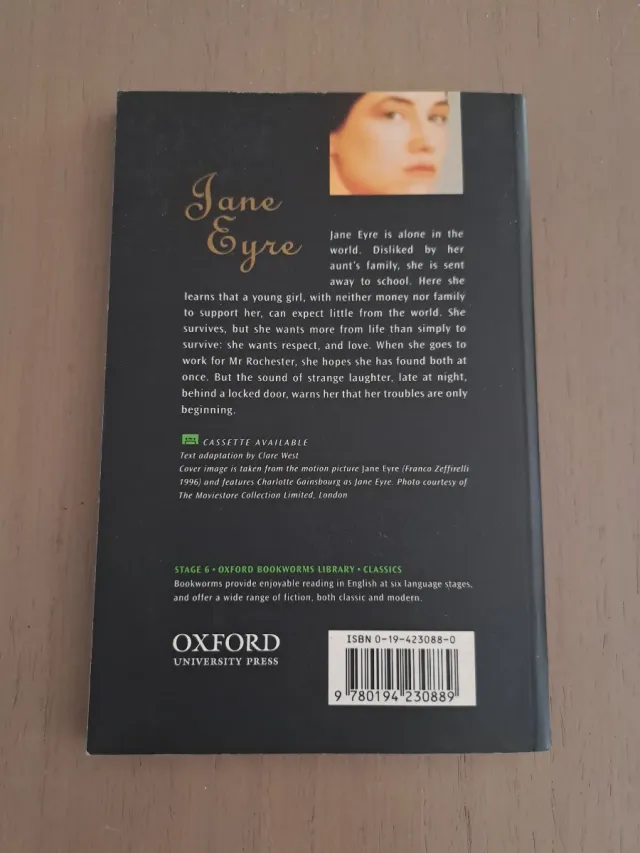 Jane
Eyre
Jane Eyre is alone in the
world. Disliked by her
aunt's family, she is sent
away to school. Here she
learns that a young girl, with neither money nor family
to support her, can expect little from the world. She
survives, but she wants more from life than simply to
survive: she wants respect, and love. When she goes to
work for Mr Rochester, she hopes she has found both at
once. But the sound of strange laughter, late at night,
behind a locked door, warns her that her troubles are only
beginning.
CASSETTE AVAILABLE
Text adaptation by Clare West
Cover image is taken from the motion picture Jane Eyre (Franco Zeffirelli
1996) and features Charlotte Gainsbourg as Jane Eyre. Photo courtesy of
The Moviestore Collection Limited, London
STAGE 6 • OXFORD BOOKWORMS LIBRARY • CLASSICS
Bookworms provide enjoyable reading in English at six language stages,
and offer a wide range of fiction, both classic and modern.
OXFORD
UNIVERSITY PRESS
ISBN 0-19-423088-0
9 780194 230889